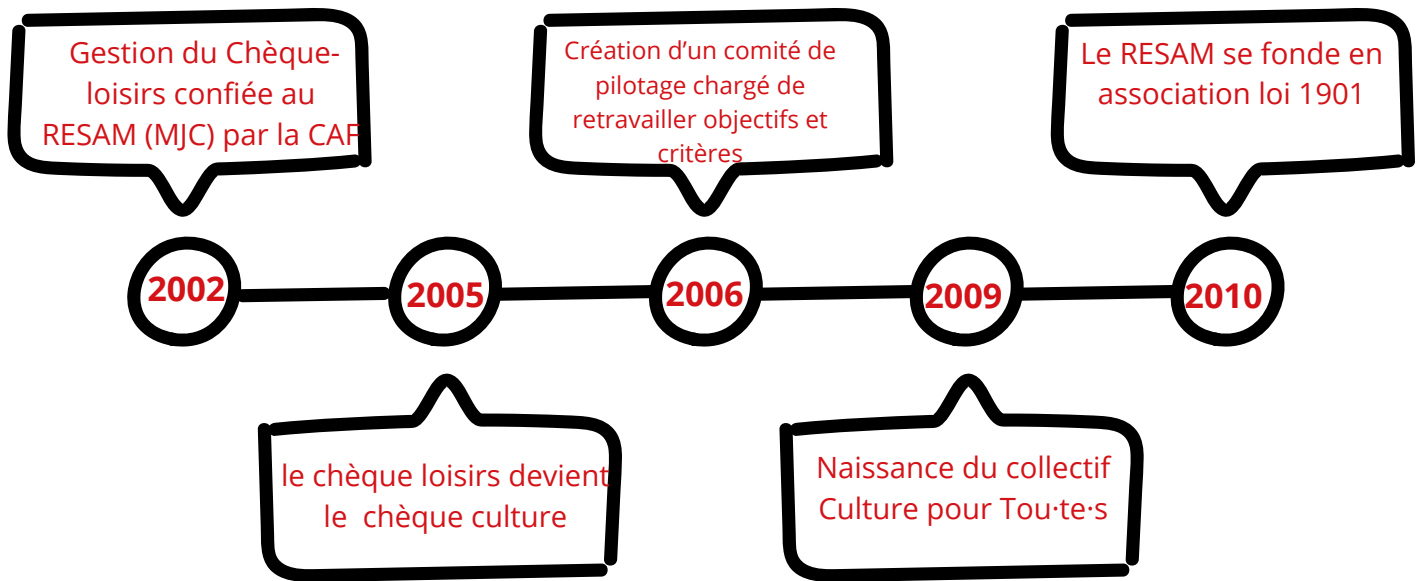 Gestion du Chèque-
loisirs confiée au
RESAM (MJC) par la CAF
Création d'un comité de
pilotage chargé de
retravailler objectifs et
critères
Le RESAM se fonde en
association loi 1901
2002
2005
2006
2009
2010
le chèque loisirs devient
le chèque culture
Naissance du collectif
Culture pour Tou·te·s